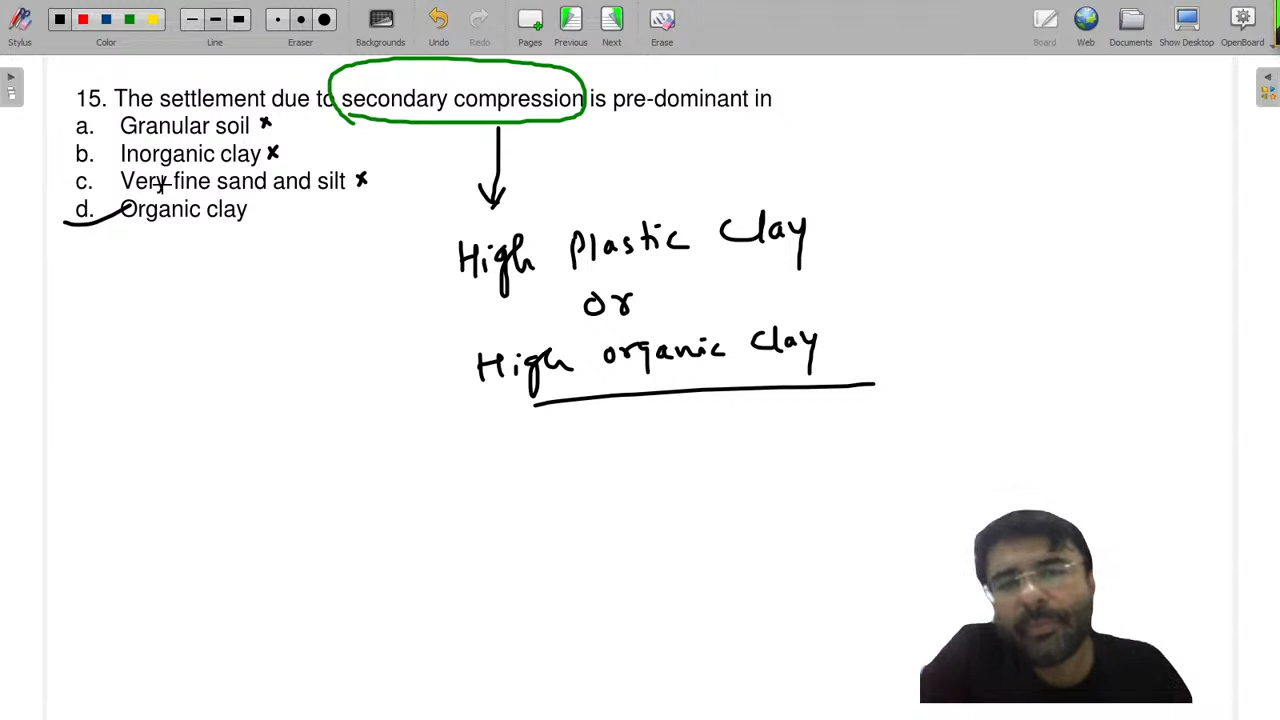 Stylus Color Line Eraser Backgrounds Undo Redo Pages Previous Next Erase Board Web Documents Show Desktop OpenBoard
15. The settlement due to secondary compression is pre-dominant in
a. Granular soil x
b. Inorganic clay x
c. Very fine sand and silt x
d. Organic clay
High Plastic Clay
or
High organic clay